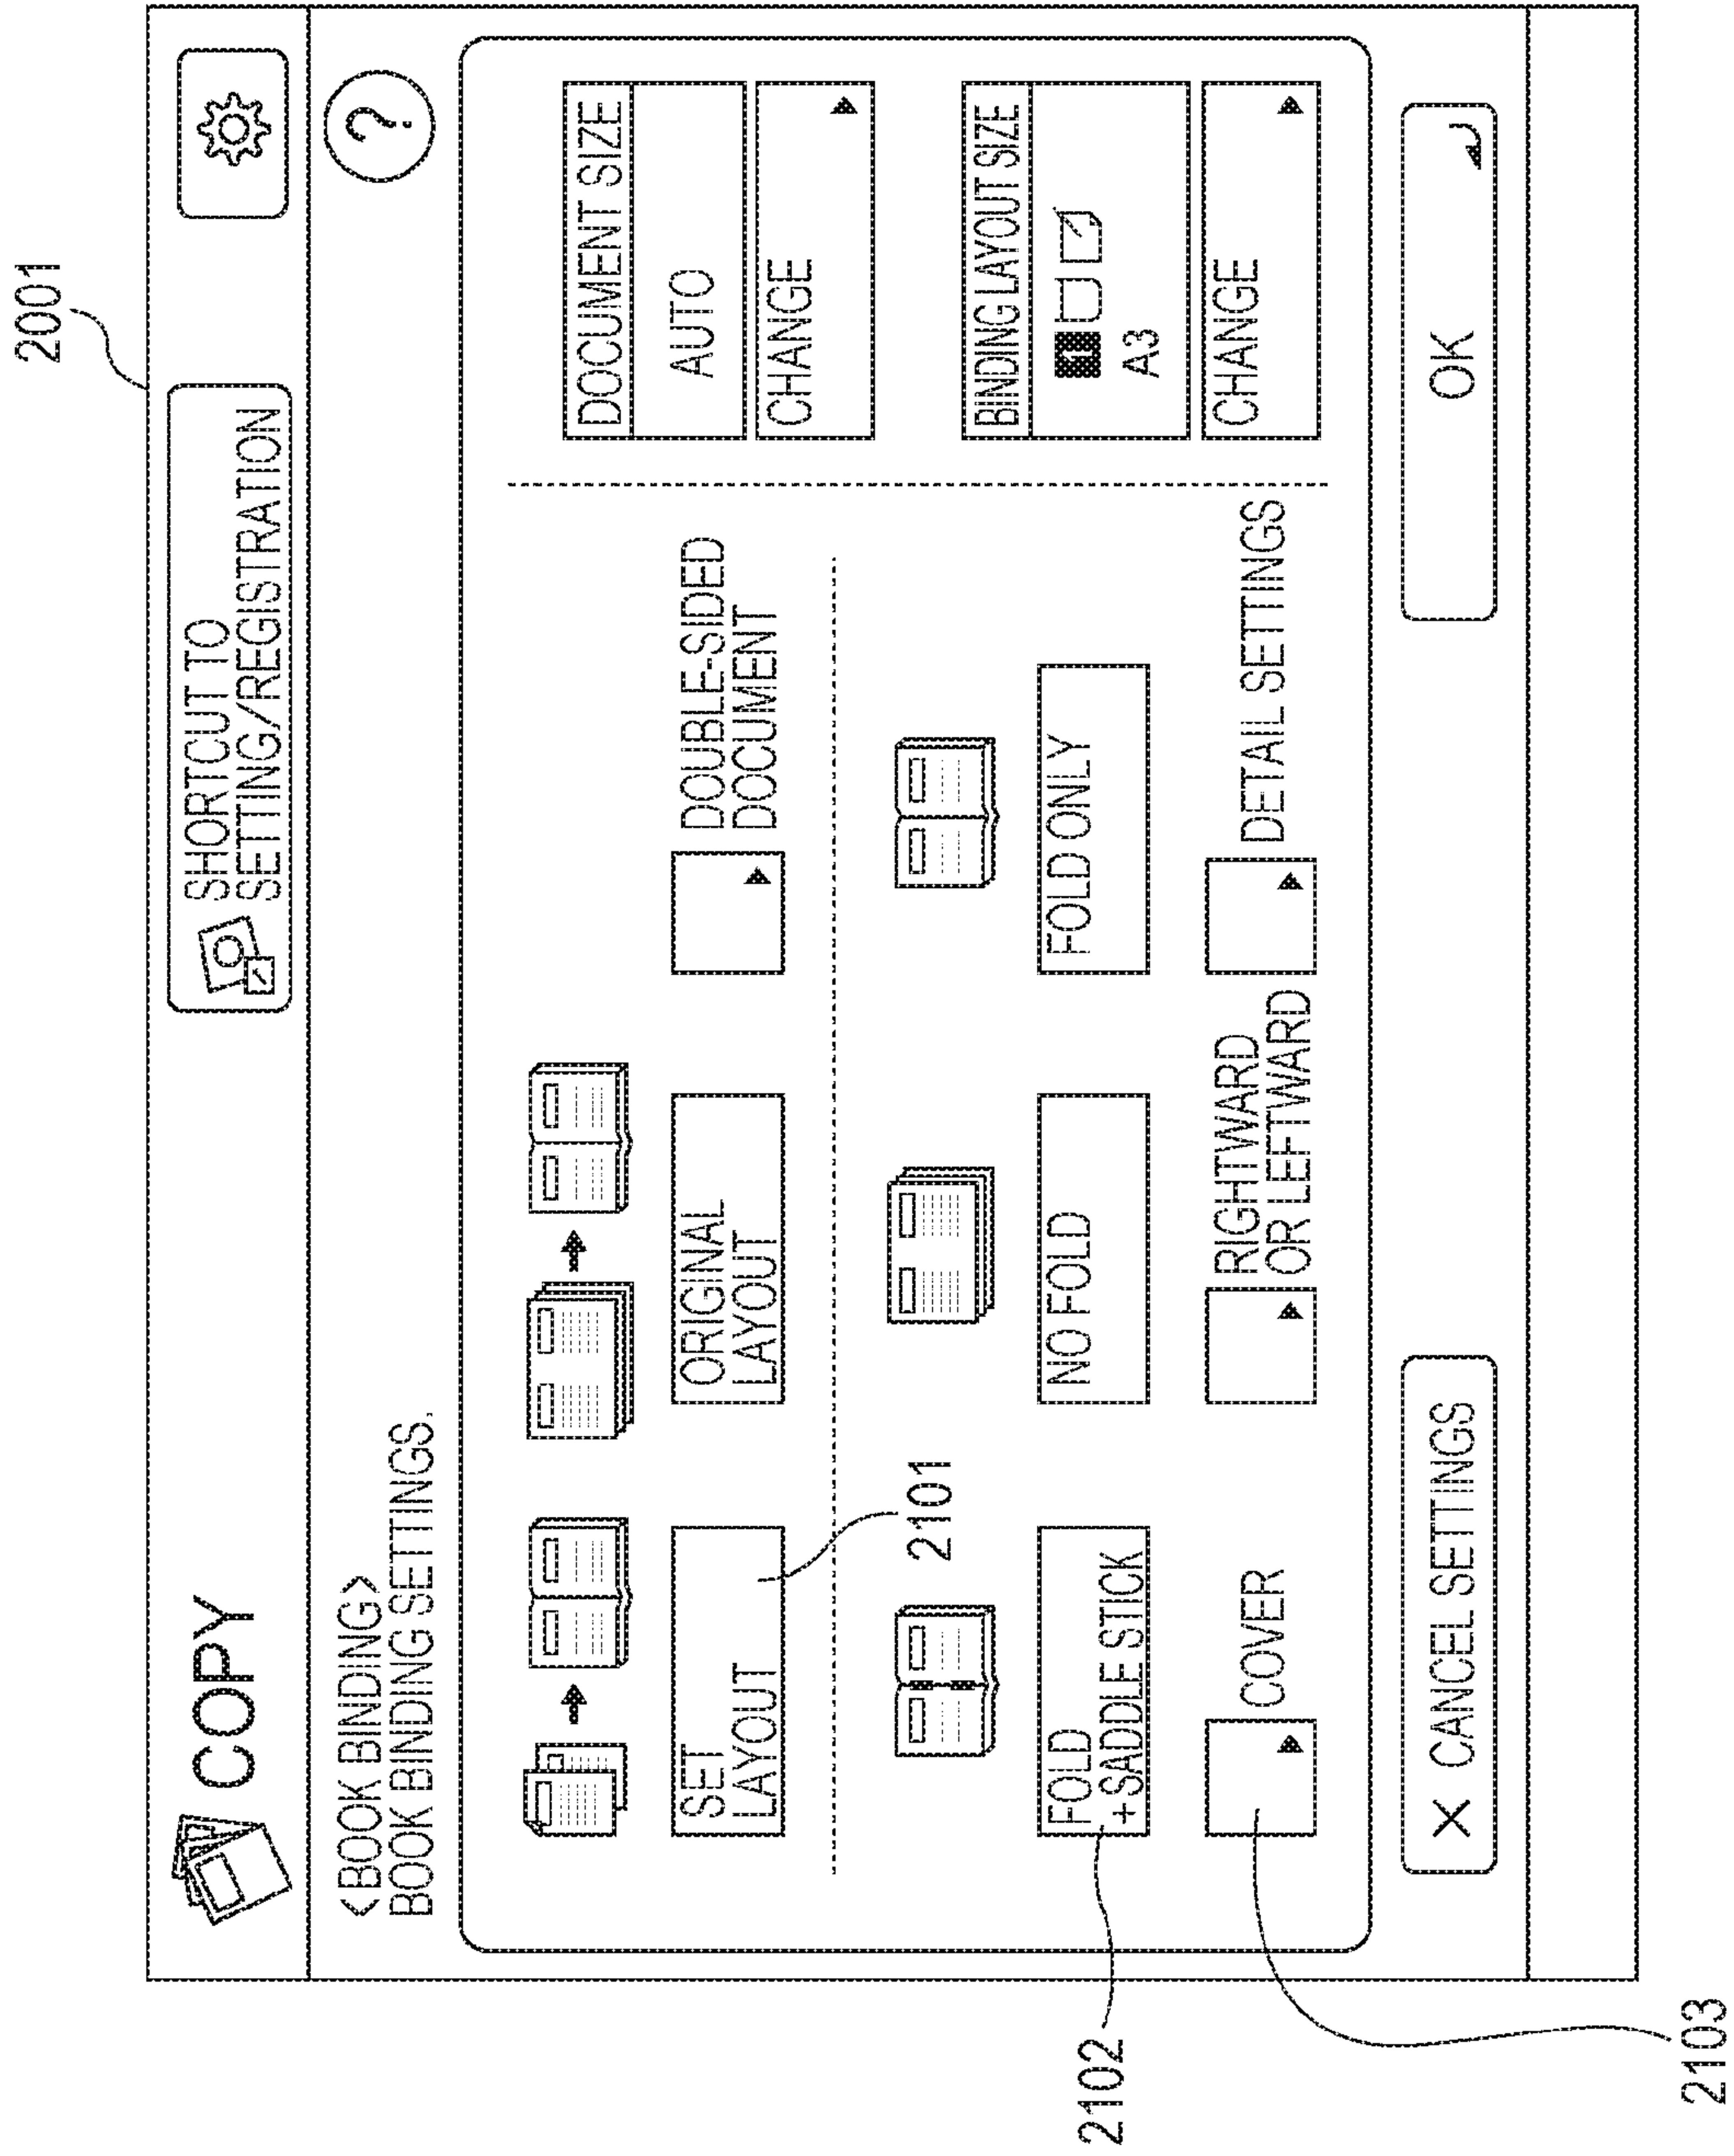 2001
COPY
SHORTCUT TO
SETTING/REGISTRATION
<BOOK BINDING>
BOOK BINDING SETTINGS.
?
SET
LAYOUT
ORIGINAL
LAYOUT
DOUBLE-SIDED
DOCUMENT
DOCUMENT SIZE
AUTO
CHANGE
2101
FOLD
+SADDLE STICK
NO FOLD
FOLD ONLY
BINDING LAYOUT SIZE
A3
CHANGE
2102
COVER
RIGHTWARD
OR LEFTWARD
DETAIL SETTINGS
CANCEL SETTINGS
OK
2103